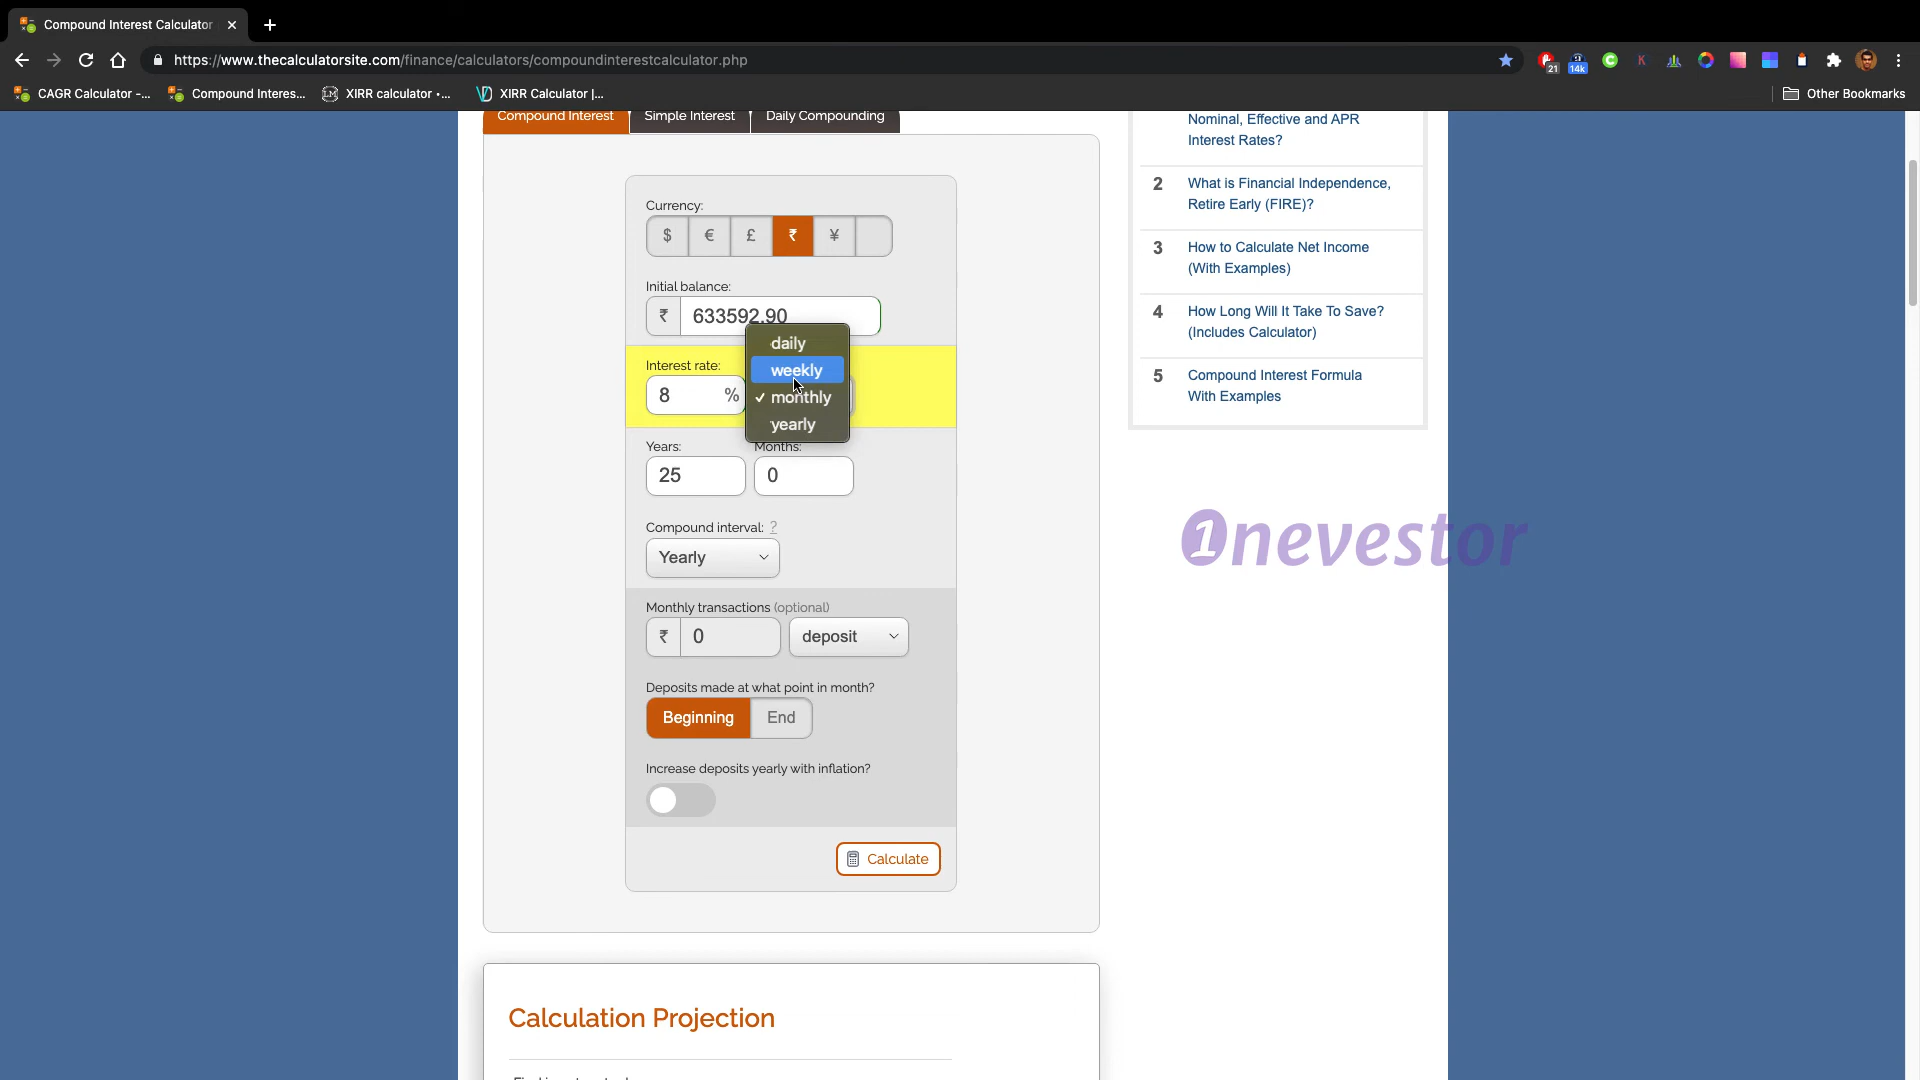 Compound Interest Calculator
https://www.thecalculatorsite.com/finance/calculators/compoundinterestcalculator.php
21
14k
CAGR Calculator -...
Compound Interes...
XIRR calculator •...
XIRR Calculator |...
Other Bookmarks
Compound Interest
Simple Interest
Daily Compounding
Currency:
$ € £ ₹ ¥
Initial balance:
₹ 633592.90
Interest rate:
8 %
daily
weekly
✓ monthly
yearly
Years:
Months:
25
0
Compound interval: ?
Yearly
Monthly transactions (optional)
₹ 0
deposit
Deposits made at what point in month?
Beginning
End
Increase deposits yearly with inflation?
Calculate
Calculation Projection
Nominal, Effective and APR
Interest Rates?
2 What is Financial Independence,
Retire Early (FIRE)?
3 How to Calculate Net Income
(With Examples)
4 How Long Will It Take To Save?
(Includes Calculator)
5 Compound Interest Formula
With Examples
1nevestor